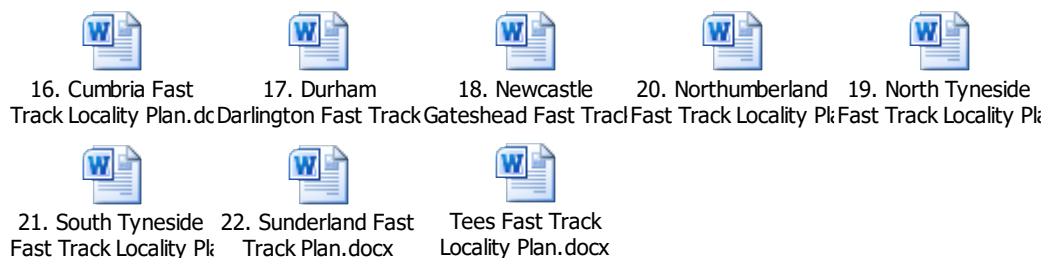 16. Cumbria Fast 17. Durham 18. Newcastle 20. Northumberland 19. North Tyneside
Track Locality Plan.dc Darlington Fast Track Gateshead Fast Trac Fast Track Locality Pl Fast Track Locality Pl
21. South Tyneside 22. Sunderland Fast Tees Fast Track
Fast Track Locality Pl Track Plan.docx Locality Plan.docx